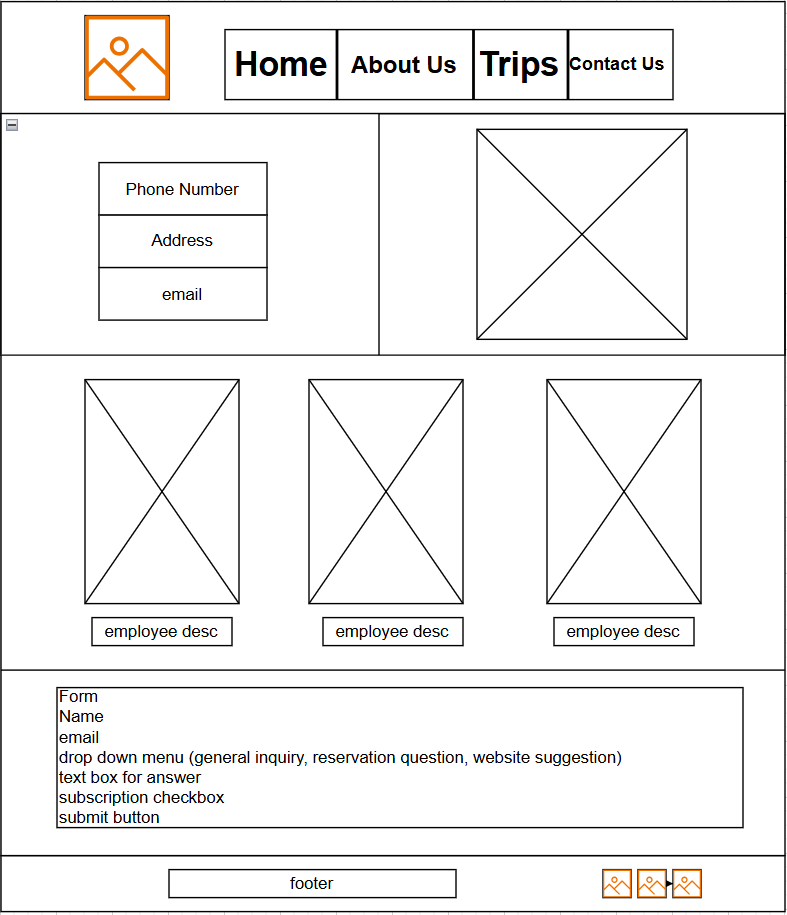 Home
About Us
Trips
Contact Us
Phone Number
Address
email
employee desc
employee desc
employee desc
Form
Name
email
drop down menu (general inquiry, reservation question, website suggestion)
text box for answer
subscription checkbox
submit button
footer